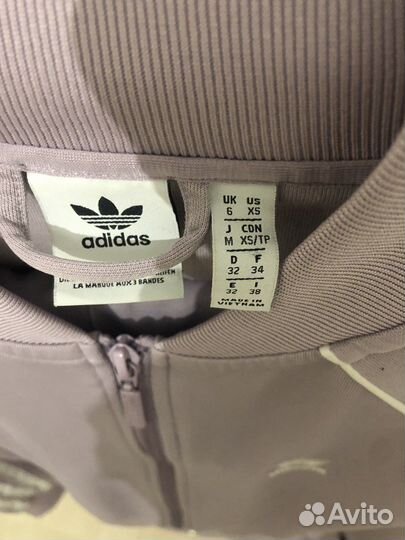 adidas
LA MARQUE AUX 3 BANDES
UK US
6 XS
J CDN
M XS/TP
D F
32 34
E I
32 38
MADE IN
VIETNAM
Avito